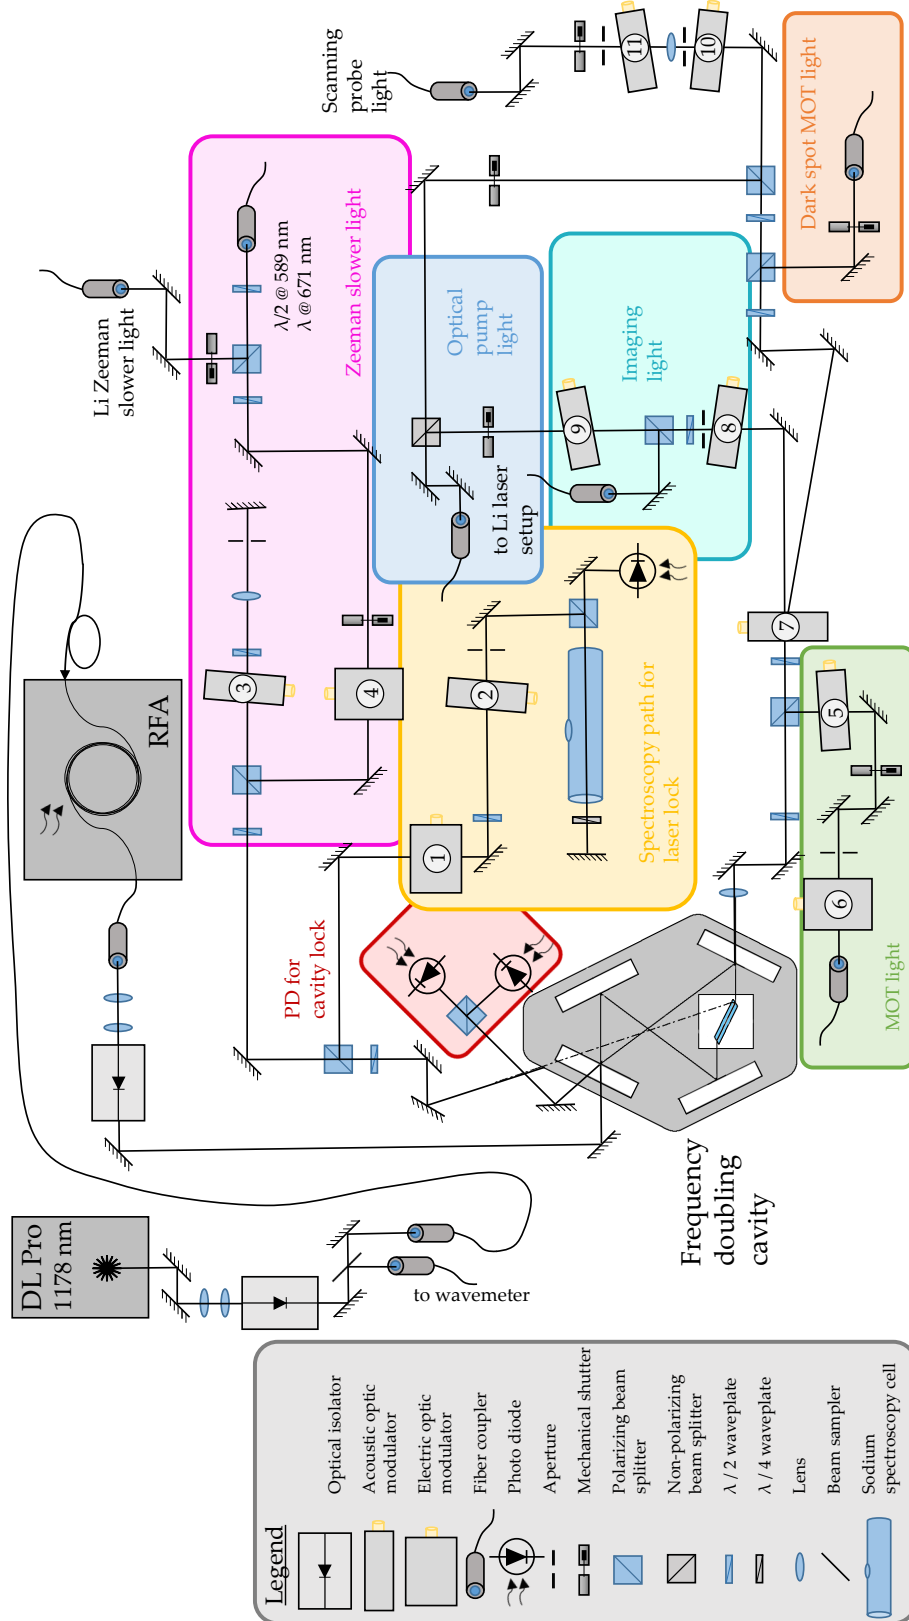 Legend
Optical isolator
Acoustic optic
modulator
Electric optic
modulator
Fiber coupler
Photo diode
Aperture
Mechanical shutter
Polarizing beam
splitter
Non-polarizing
beam splitter
λ / 2 waveplate
λ / 4 waveplate
Lens
Beam sampler
Sodium
spectroscopy cell
DL Pro
1178 nm
to wavemeter
RFA
Frequency
doubling
cavity
PD for
cavity lock
Li Zeeman
slower light
λ/2 @ 589 nm
λ @ 671 nm
Zeeman slower light
3
4
Spectroscopy path for
laser lock
1
2
Optical
pump
light
to Li laser
setup
Imaging
light
9
8
7
MOT light
5
6
Scanning
probe
light
11
10
Dark spot MOT light